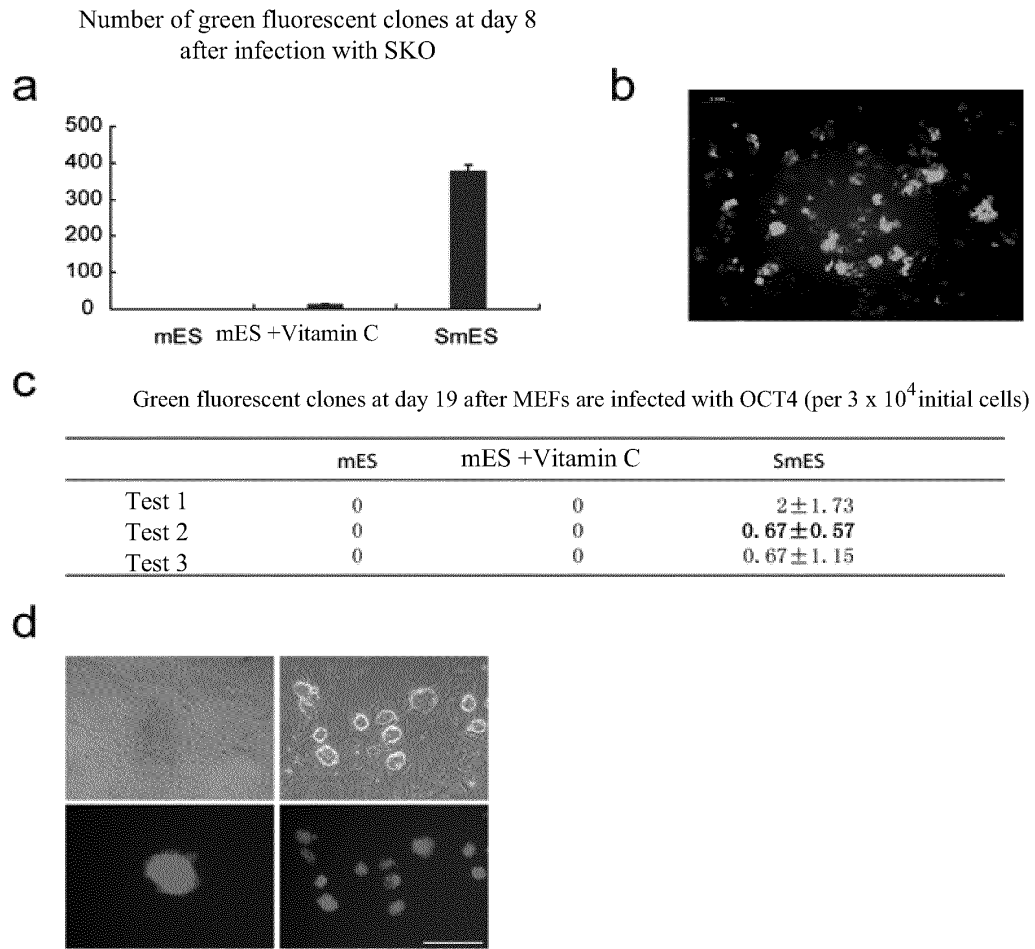 Number of green fluorescent clones at day 8
after infection with SKO
a
b
500
400
300
200
100
0
mES mES +Vitamin C SmES
c
Green fluorescent clones at day 19 after MEFs are infected with OCT4 (per 3 x 10⁴ initial cells)
mES mES +Vitamin C SmES
Test 1 0 0 2±1.73
Test 2 0 0 0.67±0.57
Test 3 0 0 0.67±1.15
d